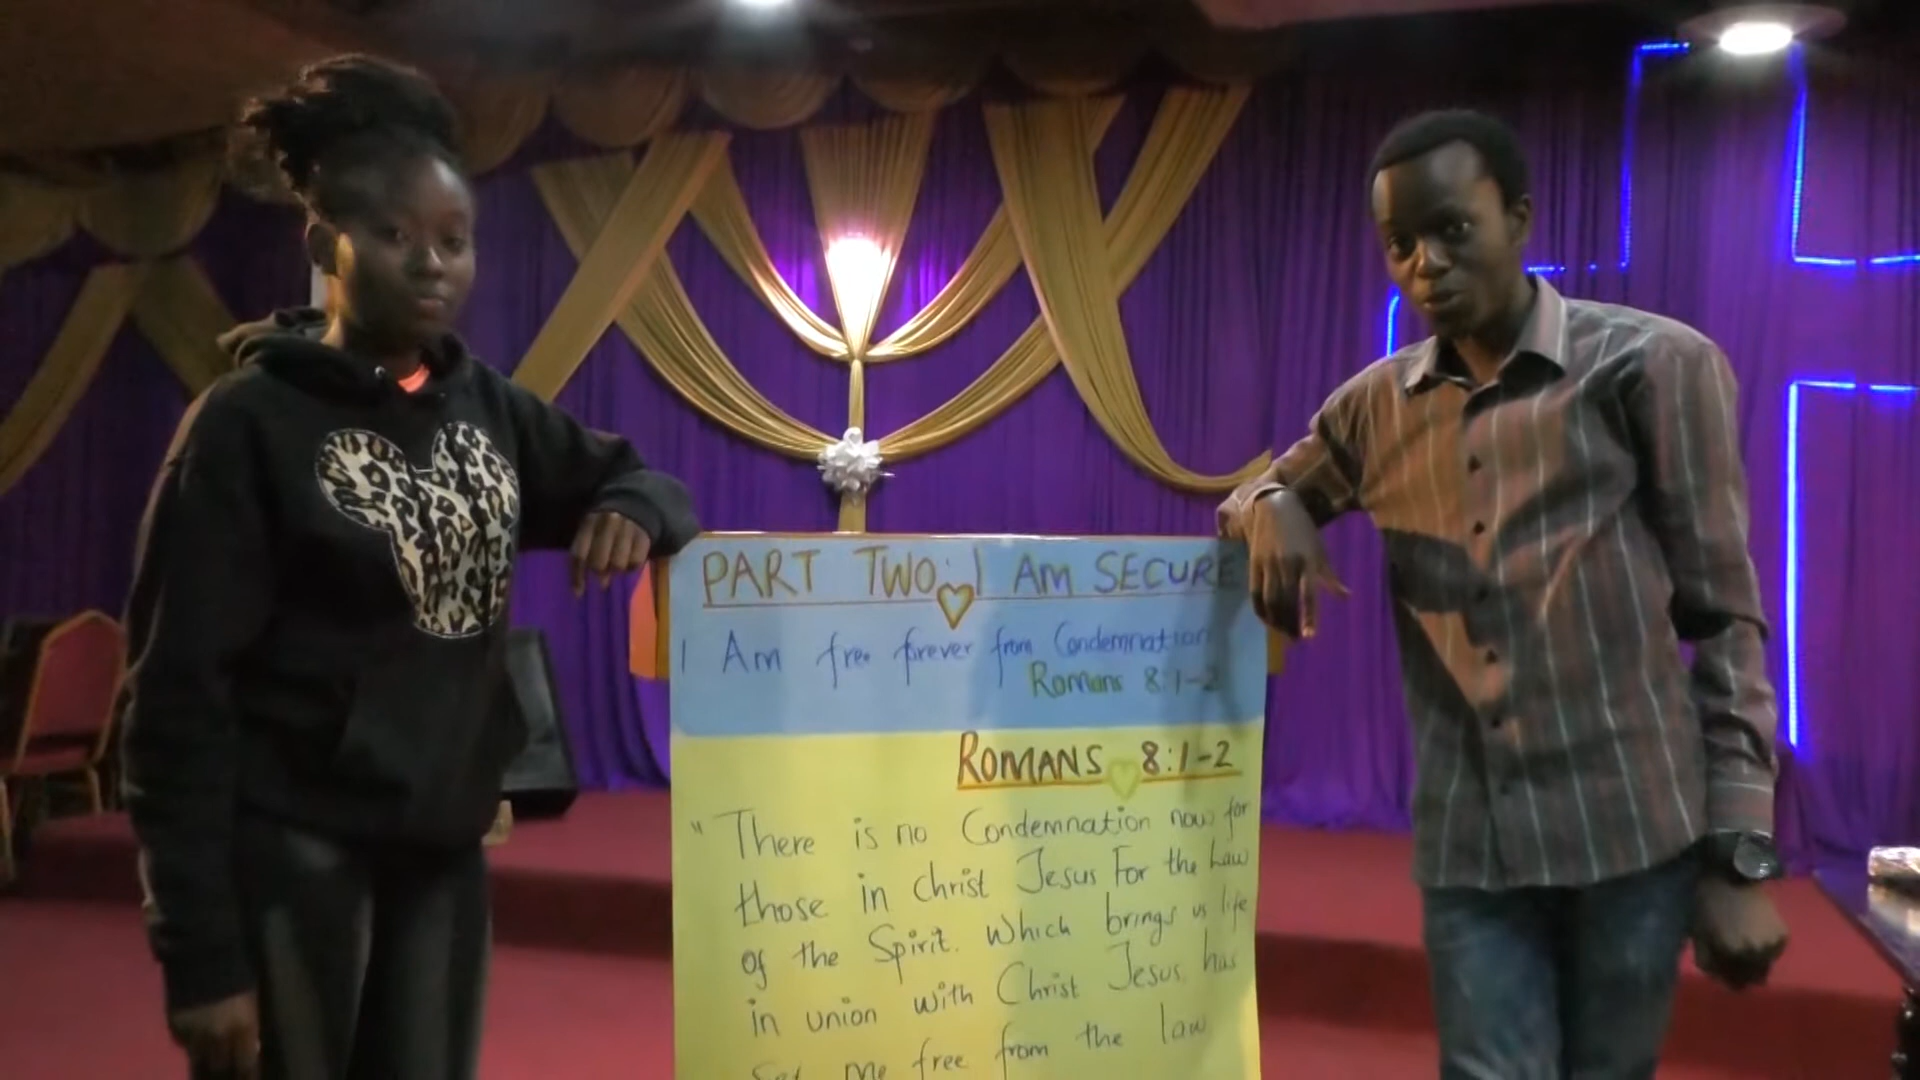 PART TWO: I AM SECURE
I Am free forever from Condemnation
Romans 8:1-2
ROMANS 8:1-2
"There is no Condemnation now for
those in Christ Jesus For the Law
of the Spirit. Which brings us life
in union with Christ Jesus, has
Set me free from the law